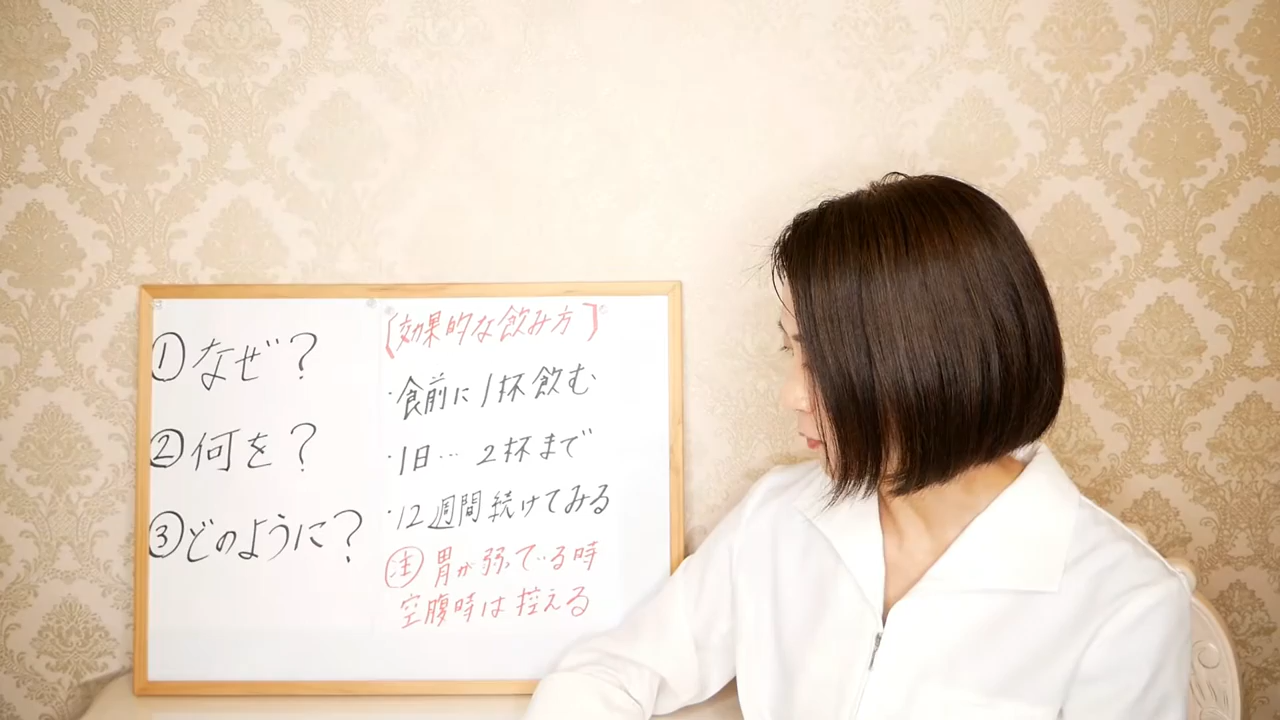 ①なぜ？
②何を？
③どのように？
【効果的な飲み方】
・食前に1杯飲む
・1日… 2杯まで
・12週間続けてみる
㊟胃が弱っている時
空腹時は控える